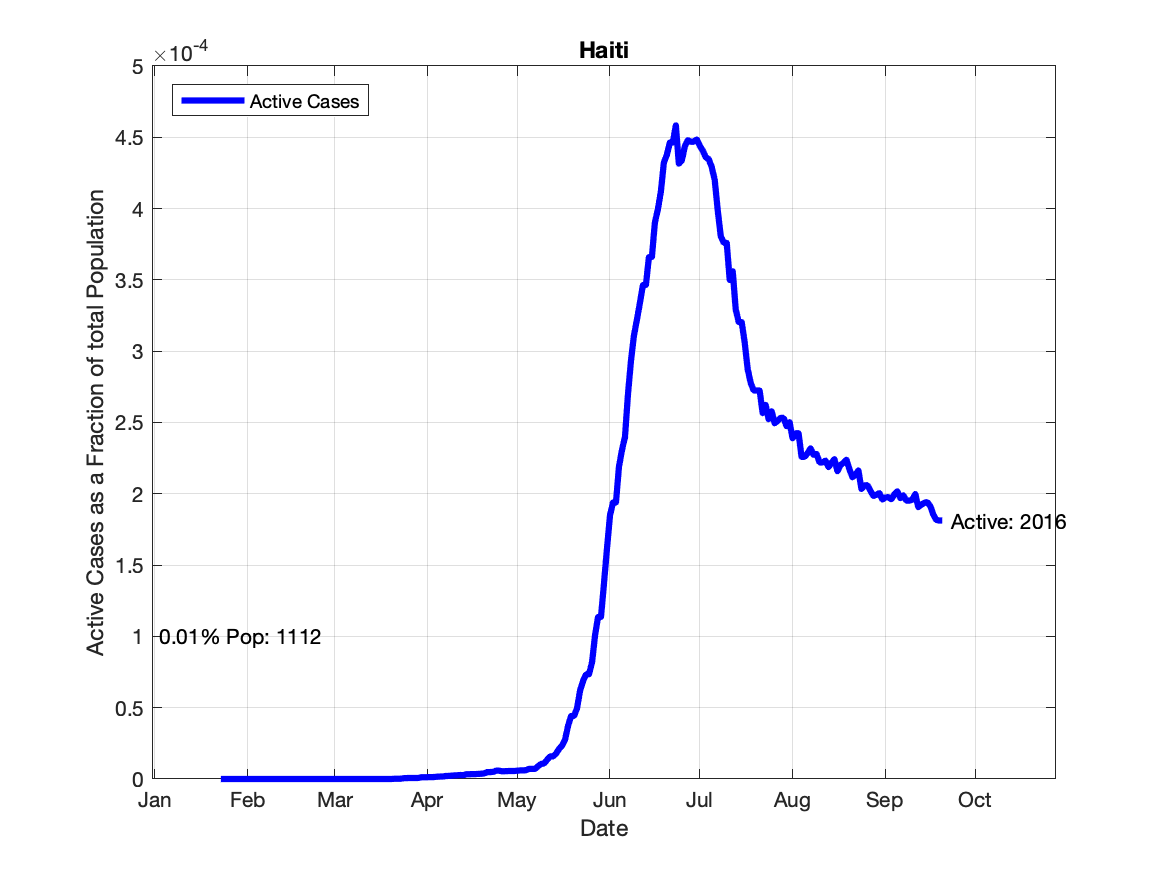 Haiti
×10-4
5
4.5
4
3.5
3
2.5
2
1.5
1
0.5
0
Active Cases as a Fraction of total Population
Active Cases
0.01% Pop: 1112
Active: 2016
Jan Feb Mar Apr May Jun Jul Aug Sep Oct
Date